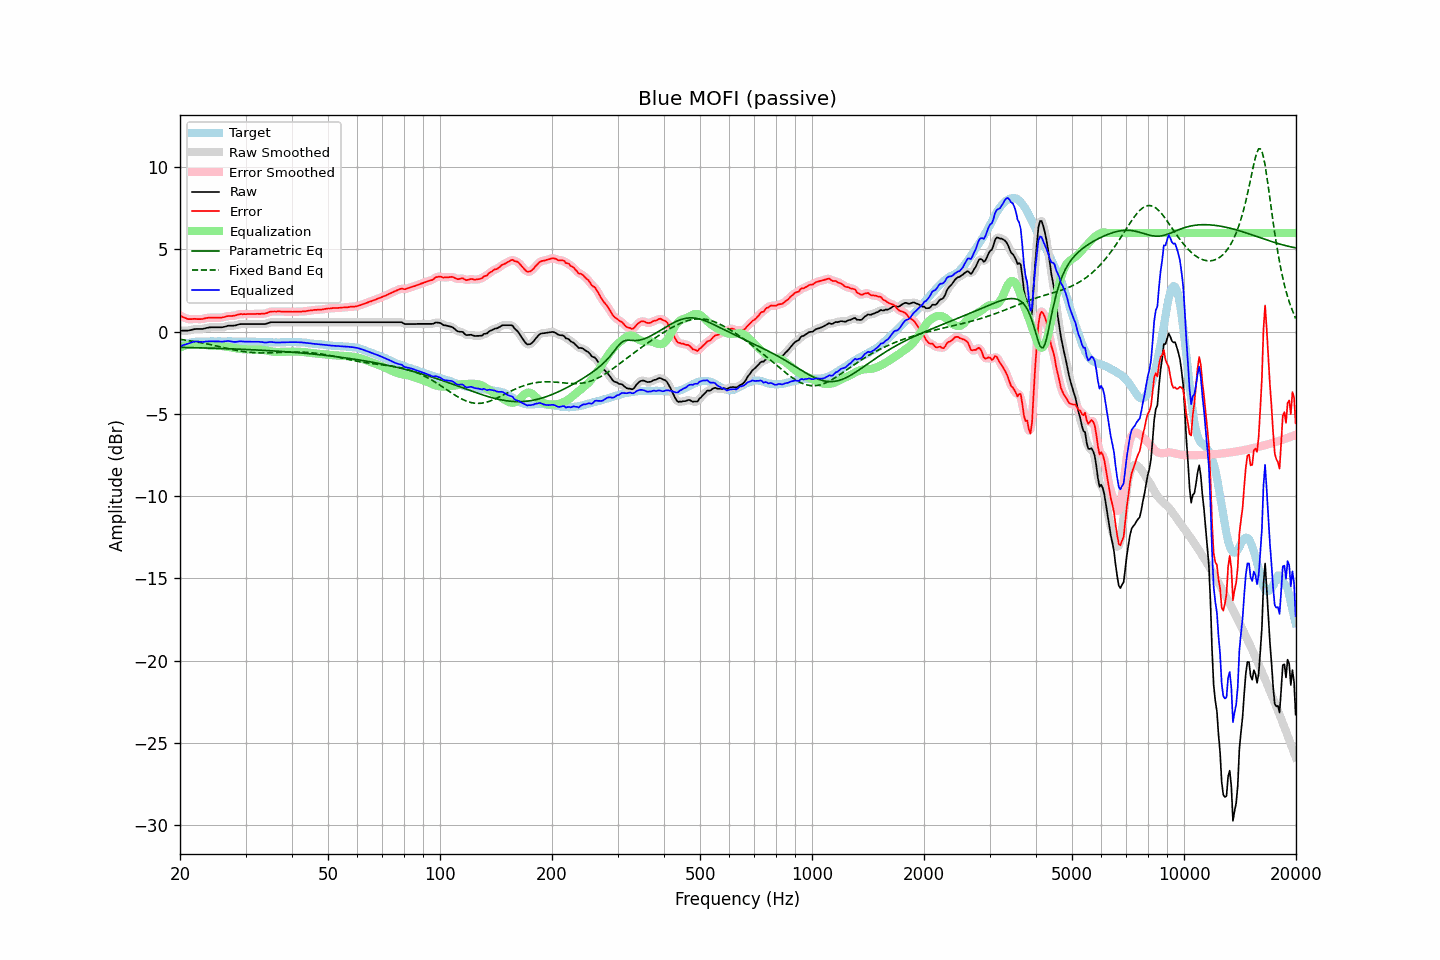 Blue MOFI (passive)
Target
Raw Smoothed
Error Smoothed
Raw
Error
Equalization
Parametric Eq
Fixed Band Eq
Equalized
10
5
0
−5
−10
−15
−20
−25
−30
Amplitude (dBr)
20
50
100
200
500
1000
2000
5000
10000
20000
Frequency (Hz)